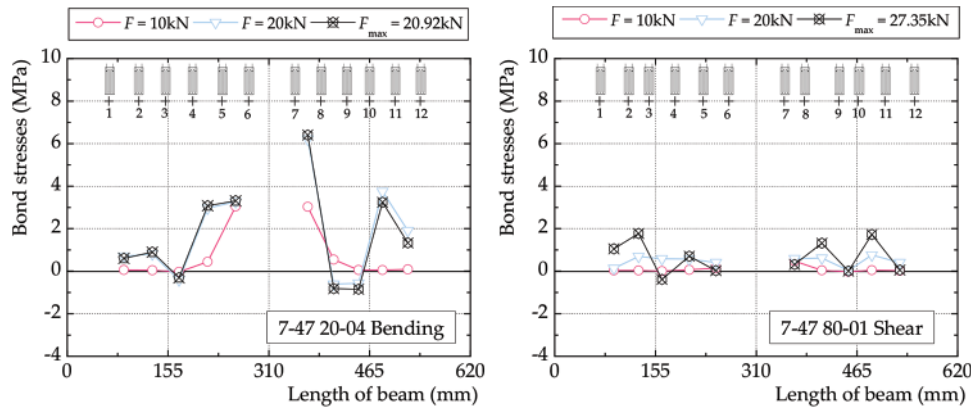 F = 10kN F = 20kN Fmax = 20.92kN
10
8
6
4
2
0
-2
-4
Bond stresses (MPa)
1 2 3 4 5 6 7 8 9 10 11 12
7-47 20-04 Bending
0 155 310 465 620
Length of beam (mm)
F = 10kN F = 20kN Fmax = 27.35kN
10
8
6
4
2
0
-2
-4
Bond stresses (MPa)
1 2 3 4 5 6 7 8 9 10 11 12
7-47 80-01 Shear
0 155 310 465 620
Length of beam (mm)